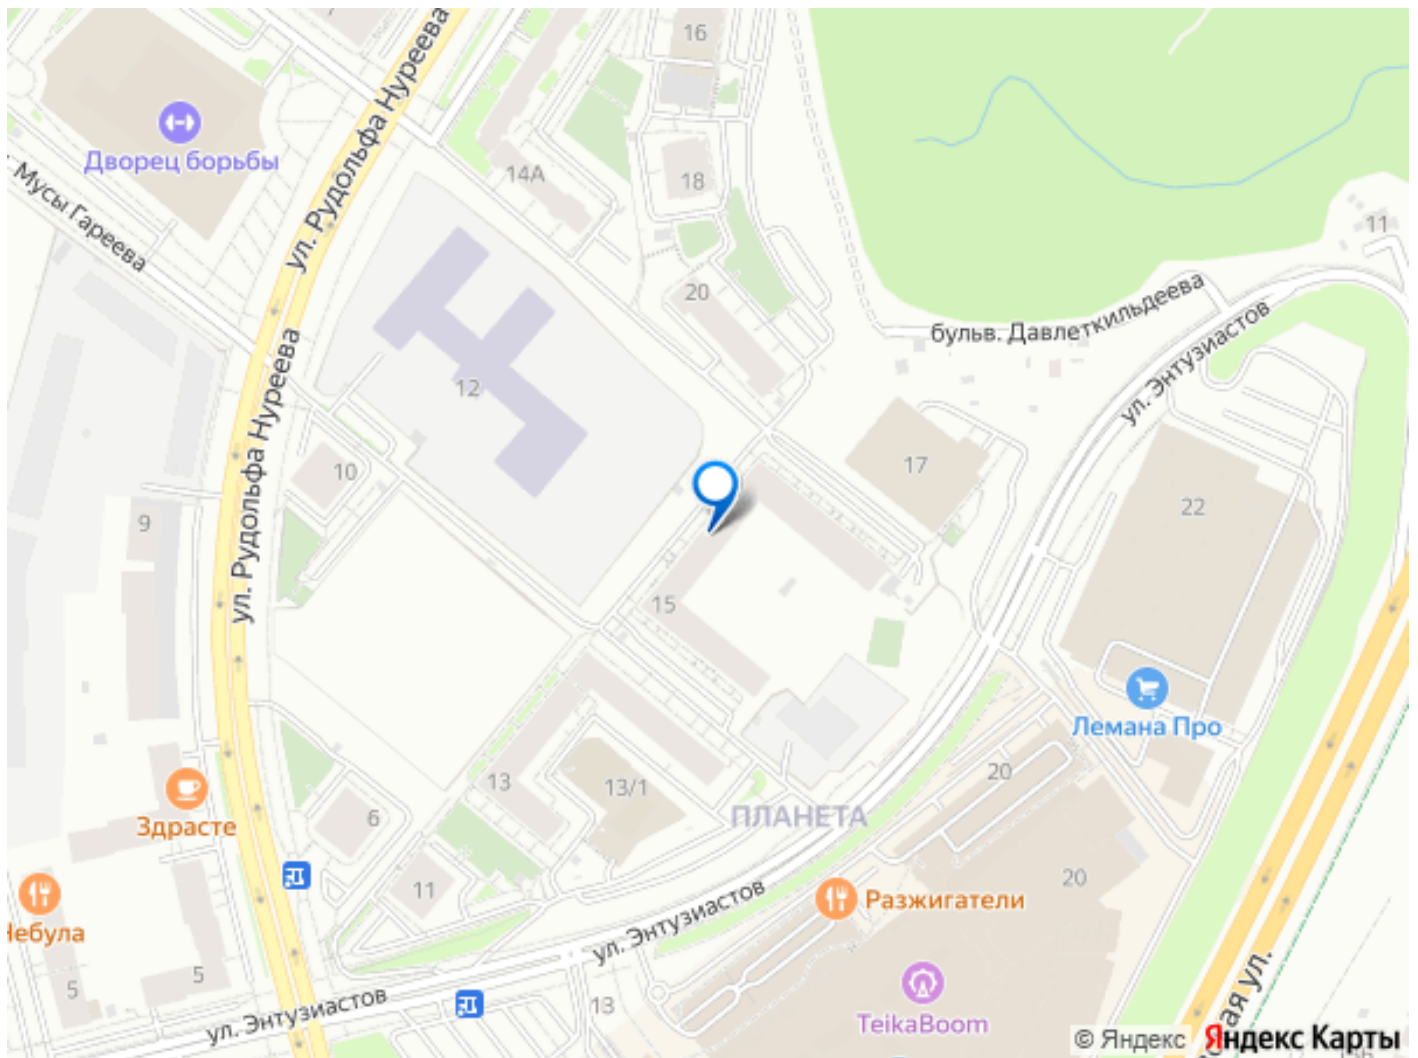 16
ул. Рудольфа Нуреева
Дворец борьбы
14А
18
Мусы Гареева
11
20
бульв. Давлеткильдеева
ул. Энтузиастов
ул. Рудольфа Нуреева
12
10
17
22
9
15
Лемана Про
20
13
13/1
ПЛАНЕТА
6
Здрасте
11
20
Разжигатели
ул. Энтузиастов
Небула
5
5
13
ул. Энтузиастов
TeikaBoom
ая ул.
© Яндекс Яндекс Карты